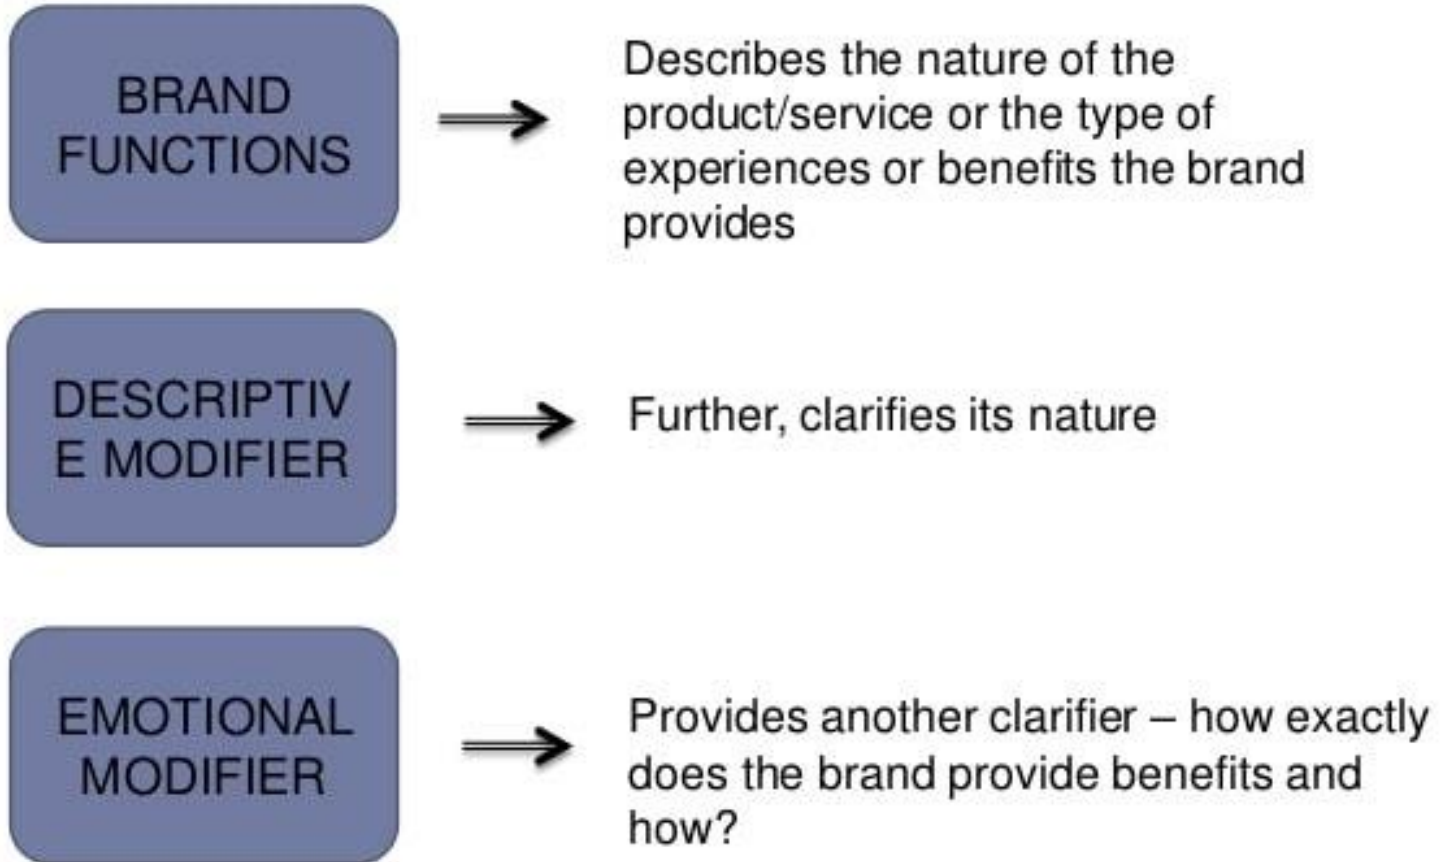 BRAND
FUNCTIONS
Describes the nature of the
product/service or the type of
experiences or benefits the brand
provides
DESCRIPTIV
E MODIFIER
Further, clarifies its nature
EMOTIONAL
MODIFIER
Provides another clarifier – how exactly
does the brand provide benefits and
how?